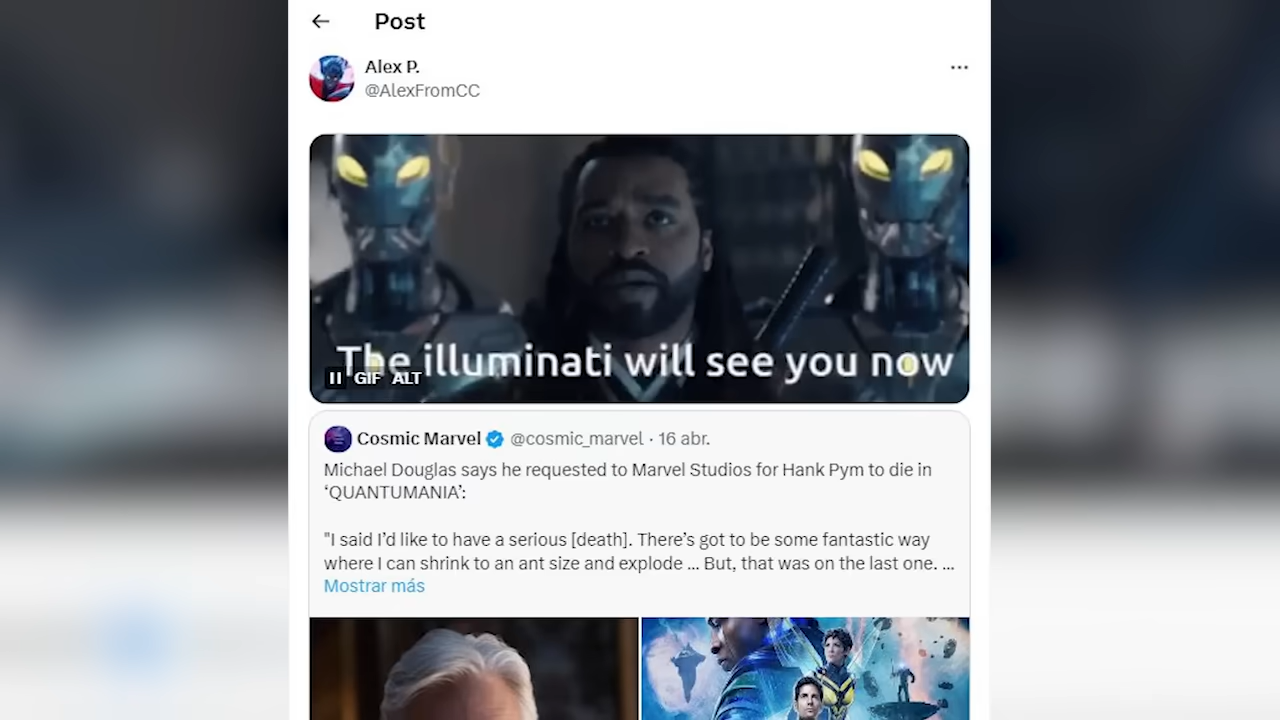 Post
Alex P.
@AlexFromCC
The illuminati will see you now
GIF ALT
Cosmic Marvel @cosmic_marvel · 16 abr.
Michael Douglas says he requested to Marvel Studios for Hank Pym to die in
‘QUANTUMANIA’:
"I said I’d like to have a serious [death]. There’s got to be some fantastic way
where I can shrink to an ant size and explode ... But, that was on the last one. ...
Mostrar más